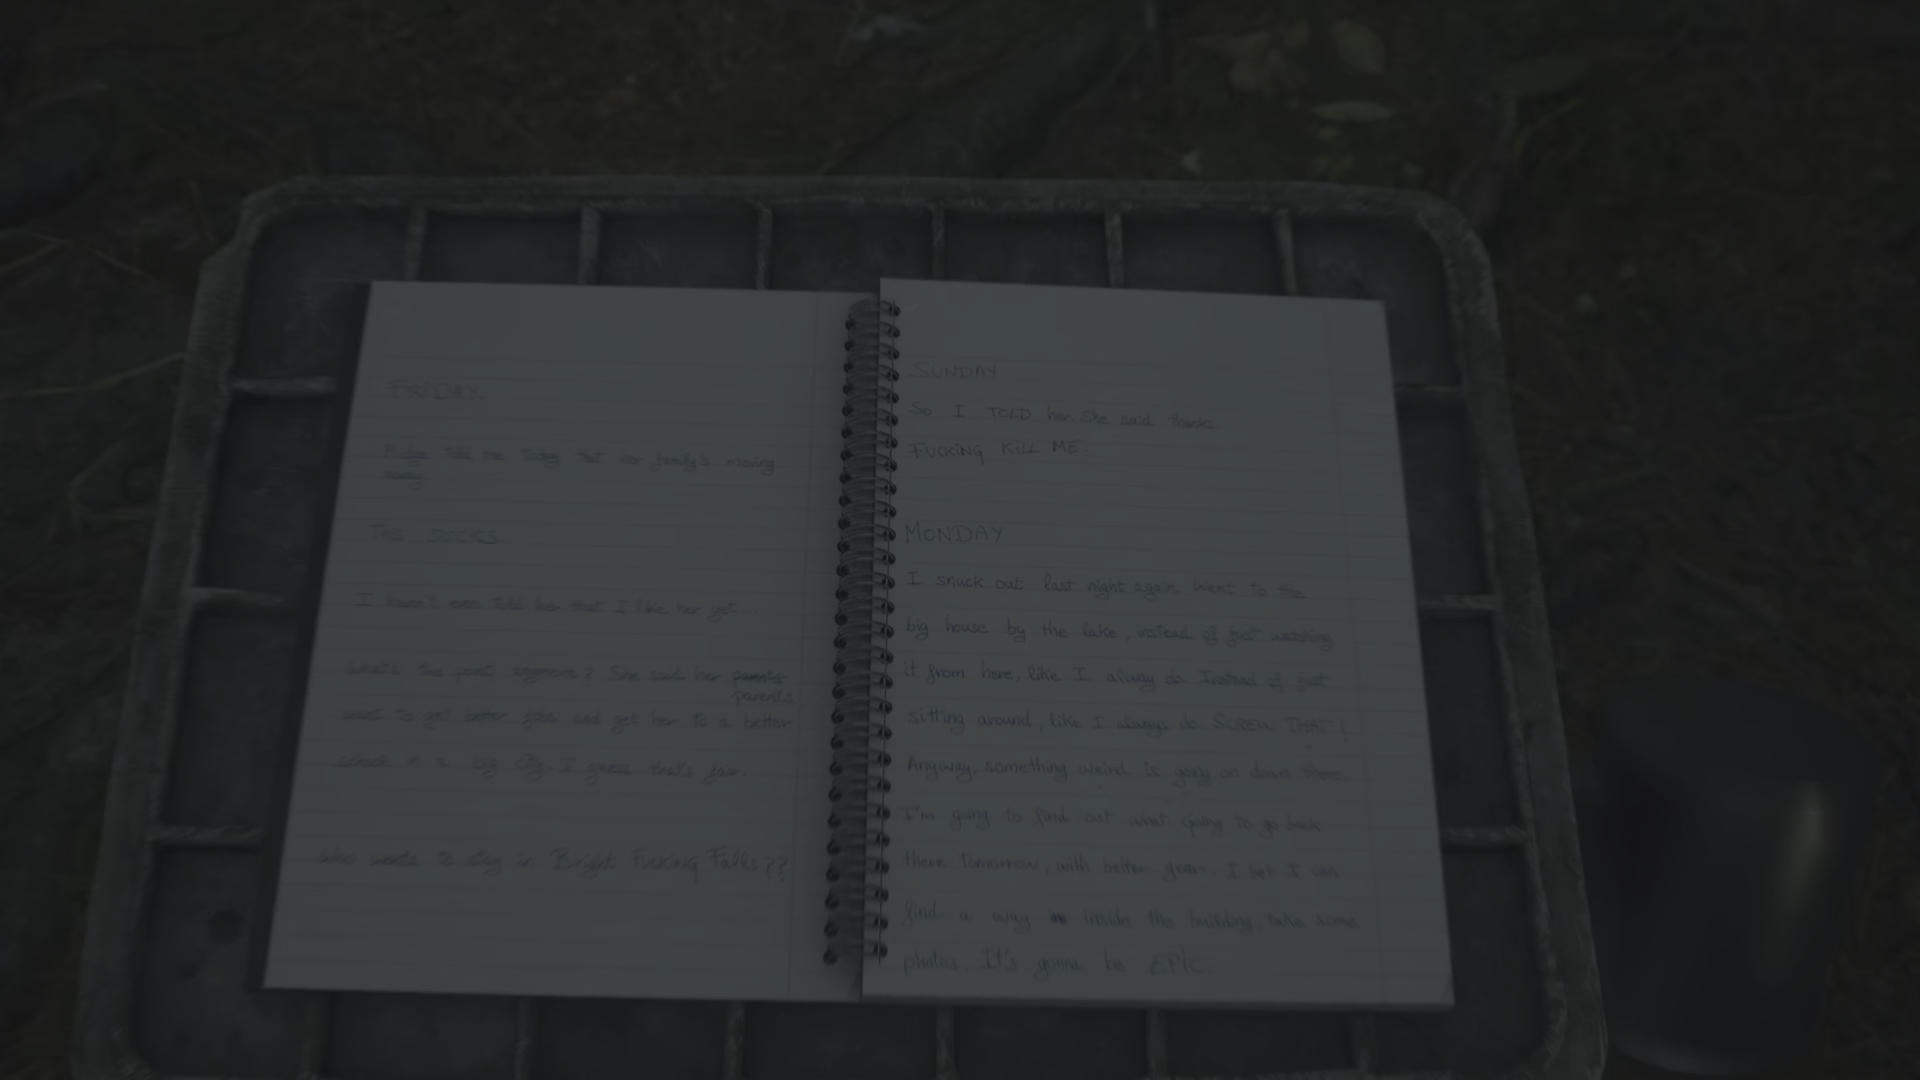 FRIDAY
told me today that her family's moving
away.
This SUCKS.
I haven't even told her that I like her yet...
What's the point anymore? She said her parents
parents
want to get better jobs and get her to a better
school in a big city. I guess that's fair.
Who wants to stay in Bright FUCKING Falls??
SUNDAY
So I TOLD her. She said thanks.
FUCKING KILL ME.
MONDAY
I snuck out last night again. Went to the
big house by the lake, instead of just watching
it from here, like I alway do. Instead of just
sitting around, like I always do. SCREW THAT!
Anyway, something weird is going on down there.
I'm going to find out what. Going to go back
there tomorrow, with better gear. I bet I can
find a way inside the building, take some
photos. It's gonna be EPIC.